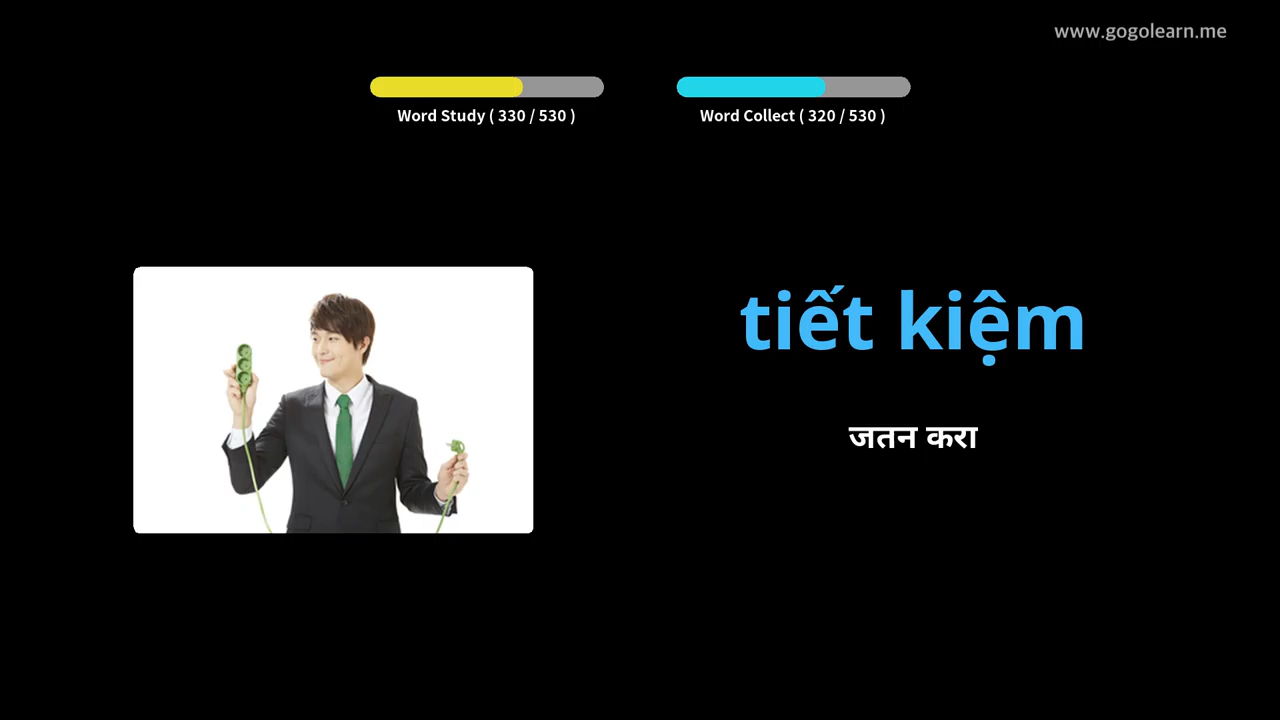 www.gogolearn.me
Word Study ( 330 / 530 )
Word Collect ( 320 / 530 )
tiết kiệm
जतन करा